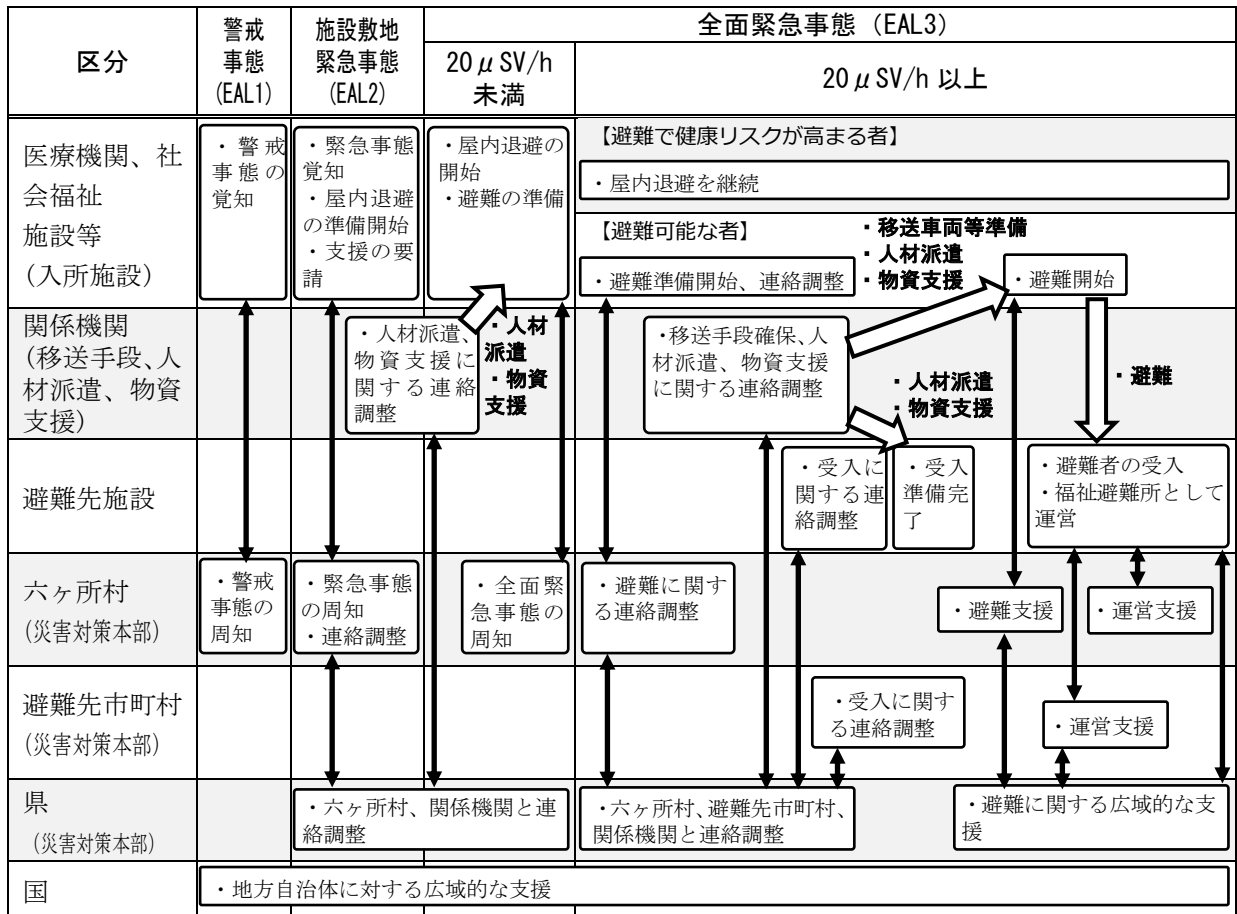 区分
警戒
事態
(EAL1)
施設敷地
緊急事態
(EAL2)
全面緊急事態（EAL3）
20μSV/h
未満
20μSV/h 以上
医療機関、社
会福祉
施設等
(入所施設)
・警戒
事態の
覚知
・緊急事態
覚知
・屋内退避
の準備開始
・支援の要
請
・屋内退避の
開始
・避難の準備
【避難で健康リスクが高まる者】
・屋内退避を継続
【避難可能な者】
・避難準備開始、連絡調整
・移送車両等準備
・人材派遣
・物資支援
・避難開始
関係機関
(移送手段、人
材派遣、物資
支援)
・人材派遣、
物資支援に
関する連絡
調整
・人材
派遣
・物資
支援
・移送手段確保、人
材派遣、物資支援
に関する連絡調整
・人材派遣
・物資支援
・避難
避難先施設
・受入に
関する連
絡調整
・受入
準備完
了
・避難者の受入
・福祉避難所として
運営
六ヶ所村
(災害対策本部)
・警戒
事態の
周知
・緊急事態
の周知
・連絡調整
・全面緊
急事態の
周知
・避難に関す
る連絡調整
・避難支援
・運営支援
避難先市町村
(災害対策本部)
・受入に関す
る連絡調整
・運営支援
県
(災害対策本部)
・六ヶ所村、関係機関と連
絡調整
・六ヶ所村、避難先市町村、
関係機関と連絡調整
・避難に関する広域的な支
援
国
・地方自治体に対する広域的な支援